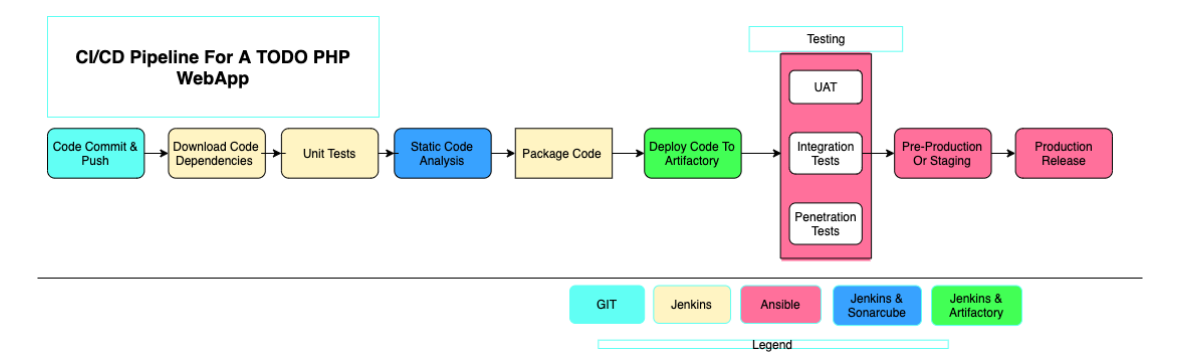 CI/CD Pipeline For A TODO PHP
WebApp
Testing
UAT
Code Commit &
Push
Download Code
Dependencies
Unit Tests
Static Code
Analysis
Package Code
Deploy Code To
Artifactory
Integration
Tests
Pre-Production
Or Staging
Production
Release
Penetration
Tests
GIT
Jenkins
Ansible
Jenkins &
Sonarcube
Jenkins &
Artifactory
Legend